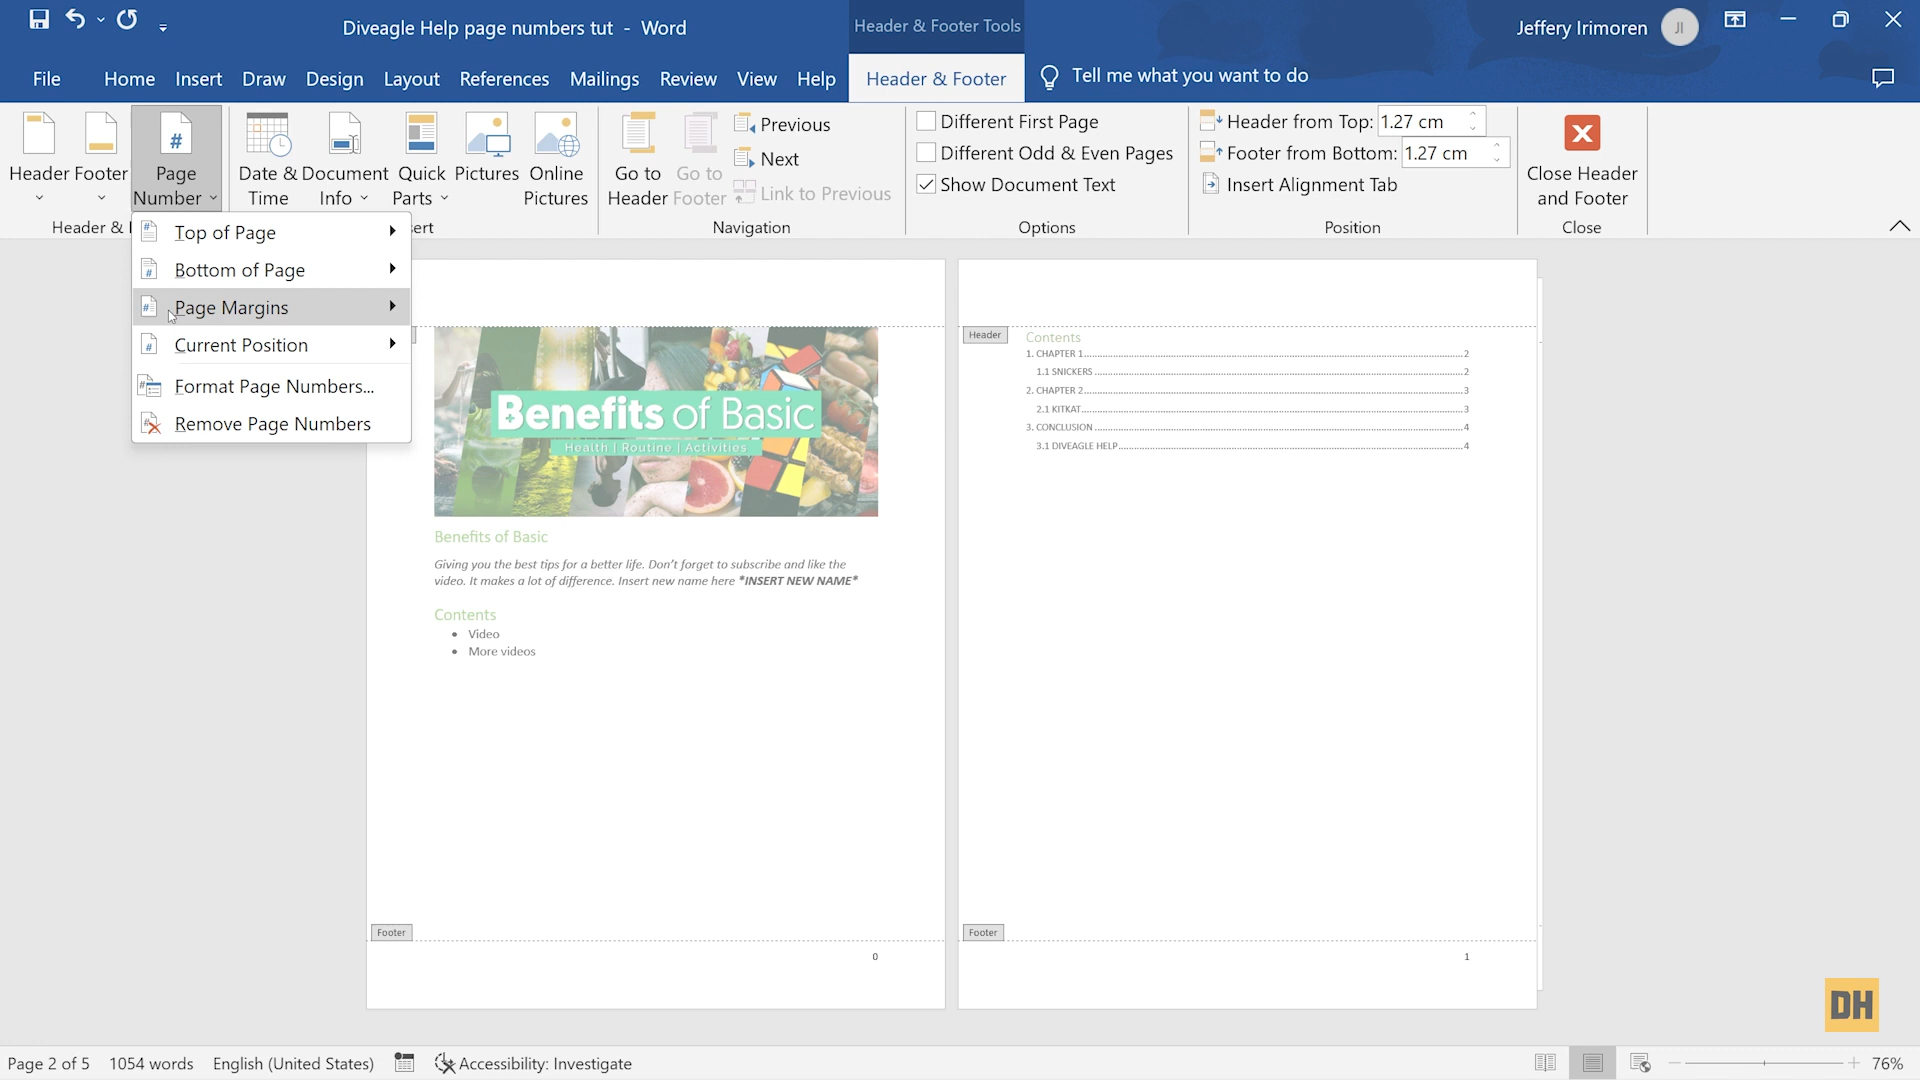 Diveagle Help page numbers tut - Word
Header & Footer Tools
Jeffery Irimoren
JI
File Home Insert Draw Design Layout References Mailings Review View Help Header & Footer Tell me what you want to do
Header
Footer
Page
Number
Date &
Time
Document
Info
Quick
Parts
Pictures
Online
Pictures
Go to
Header
Go to
Footer
Previous
Next
Link to Previous
Different First Page
Different Odd & Even Pages
Show Document Text
Header from Top: 1.27 cm
Footer from Bottom: 1.27 cm
Insert Alignment Tab
Close Header
and Footer
Header &
ert
Navigation
Options
Position
Close
Top of Page
Bottom of Page
Page Margins
Current Position
Format Page Numbers...
Remove Page Numbers
Benefits of Basic
Health | Routine | Activities
Benefits of Basic
Giving you the best tips for a better life. Don't forget to subscribe and like the
video. It makes a lot of difference. Insert new name here *INSERT NEW NAME*
Contents
• Video
• More videos
Footer
0
Header
Contents
1. CHAPTER 1 2
1.1 SNICKERS 2
2. CHAPTER 2 3
2.1 KITKAT 3
3. CONCLUSION 4
3.1 DIVEAGLE HELP 4
Footer
1
DH
Page 2 of 5 1054 words English (United States) Accessibility: Investigate 76%